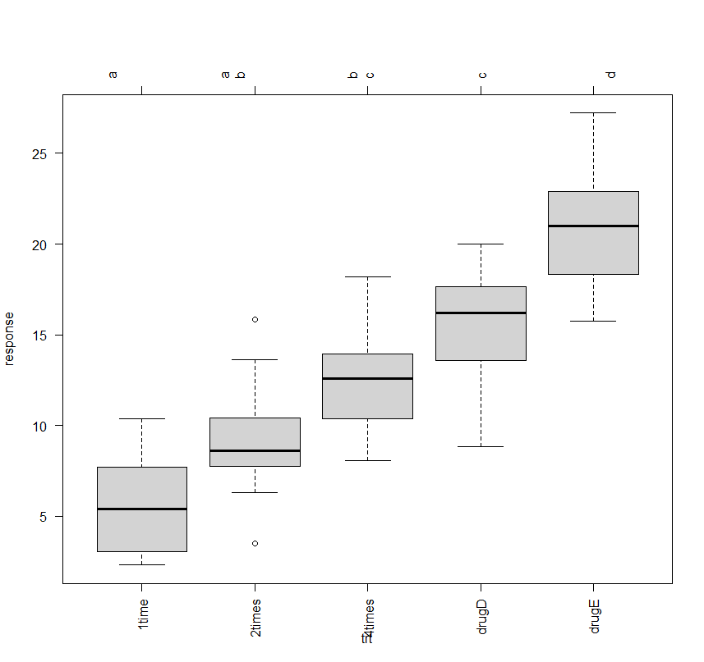 a
a b
b c
c
d
response
25
20
15
10
5
1time
2times
4times
drugD
drugE
trt